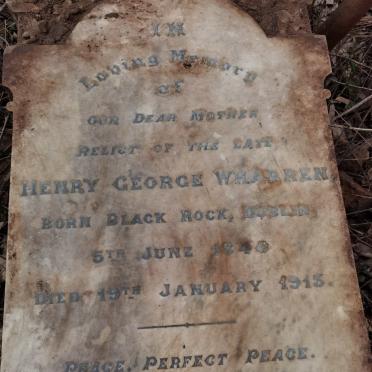 IN
Loving Memory
OF
OUR DEAR MOTHER
RELICT OF THE LATE
HENRY GEORGE WHARREN,
BORN BLACK ROCK, DUBLIN
5TH JUNE 1840
DIED 19TH JANUARY 1915.
PEACE, PERFECT PEACE.